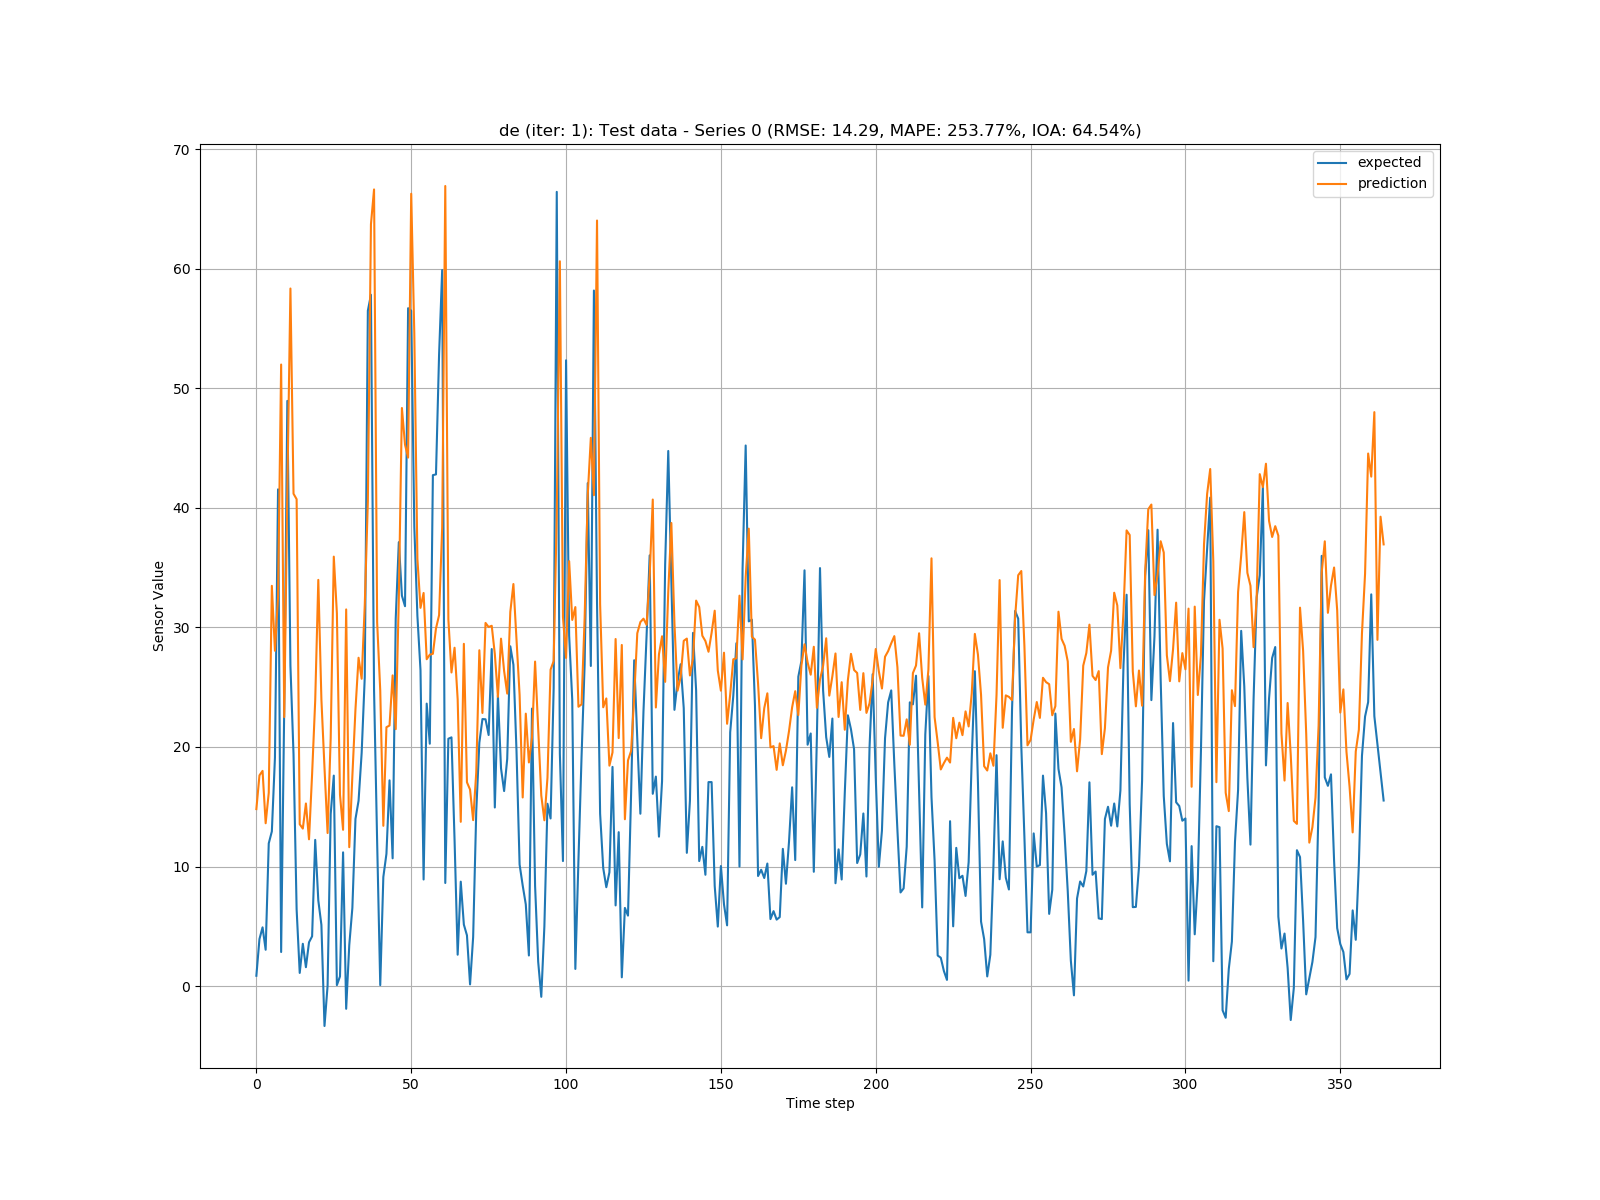 de (iter: 1): Test data - Series 0 (RMSE: 14.29, MAPE: 253.77%, IOA: 64.54%)
expected
prediction
70
60
50
40
30
20
10
0
Sensor Value
0 50 100 150 200 250 300 350
Time step